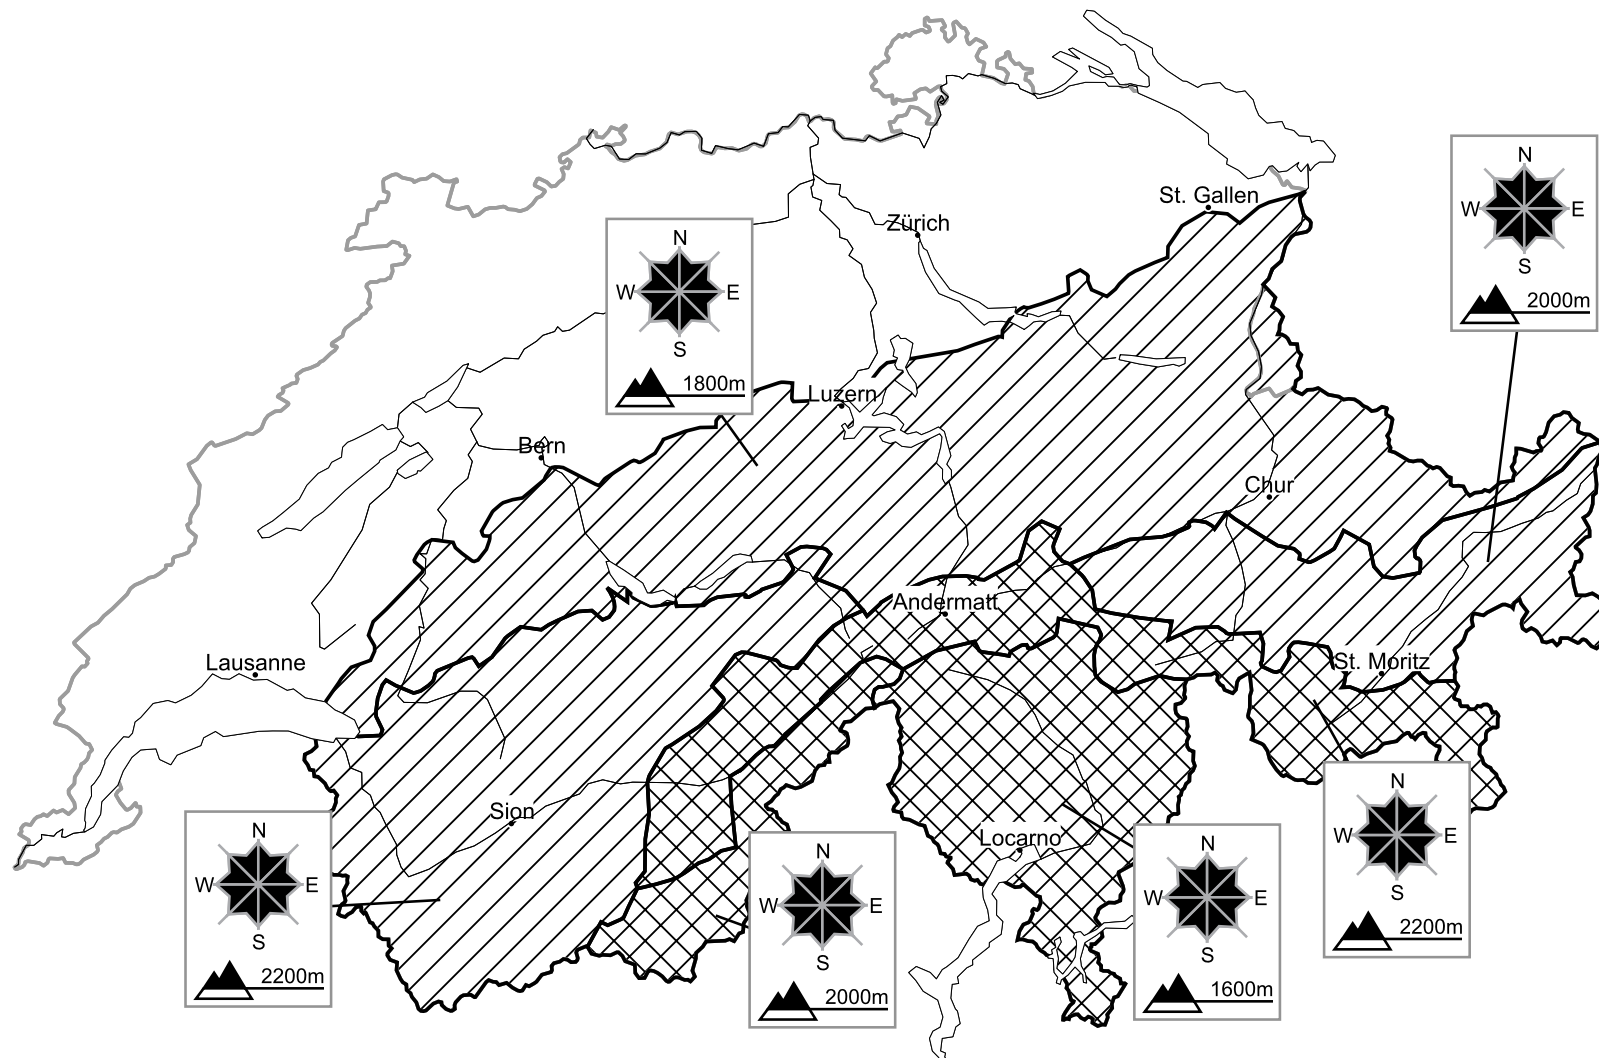 St. Gallen
Zürich
N
W E
S
2000m
N
W E
S
1800m
Luzern
Bern
Chur
Andermatt
Lausanne
St. Moritz
Sion
Locarno
N
W E
S
2200m
N
W E
S
2000m
N
W E
S
1600m
N
W E
S
2200m